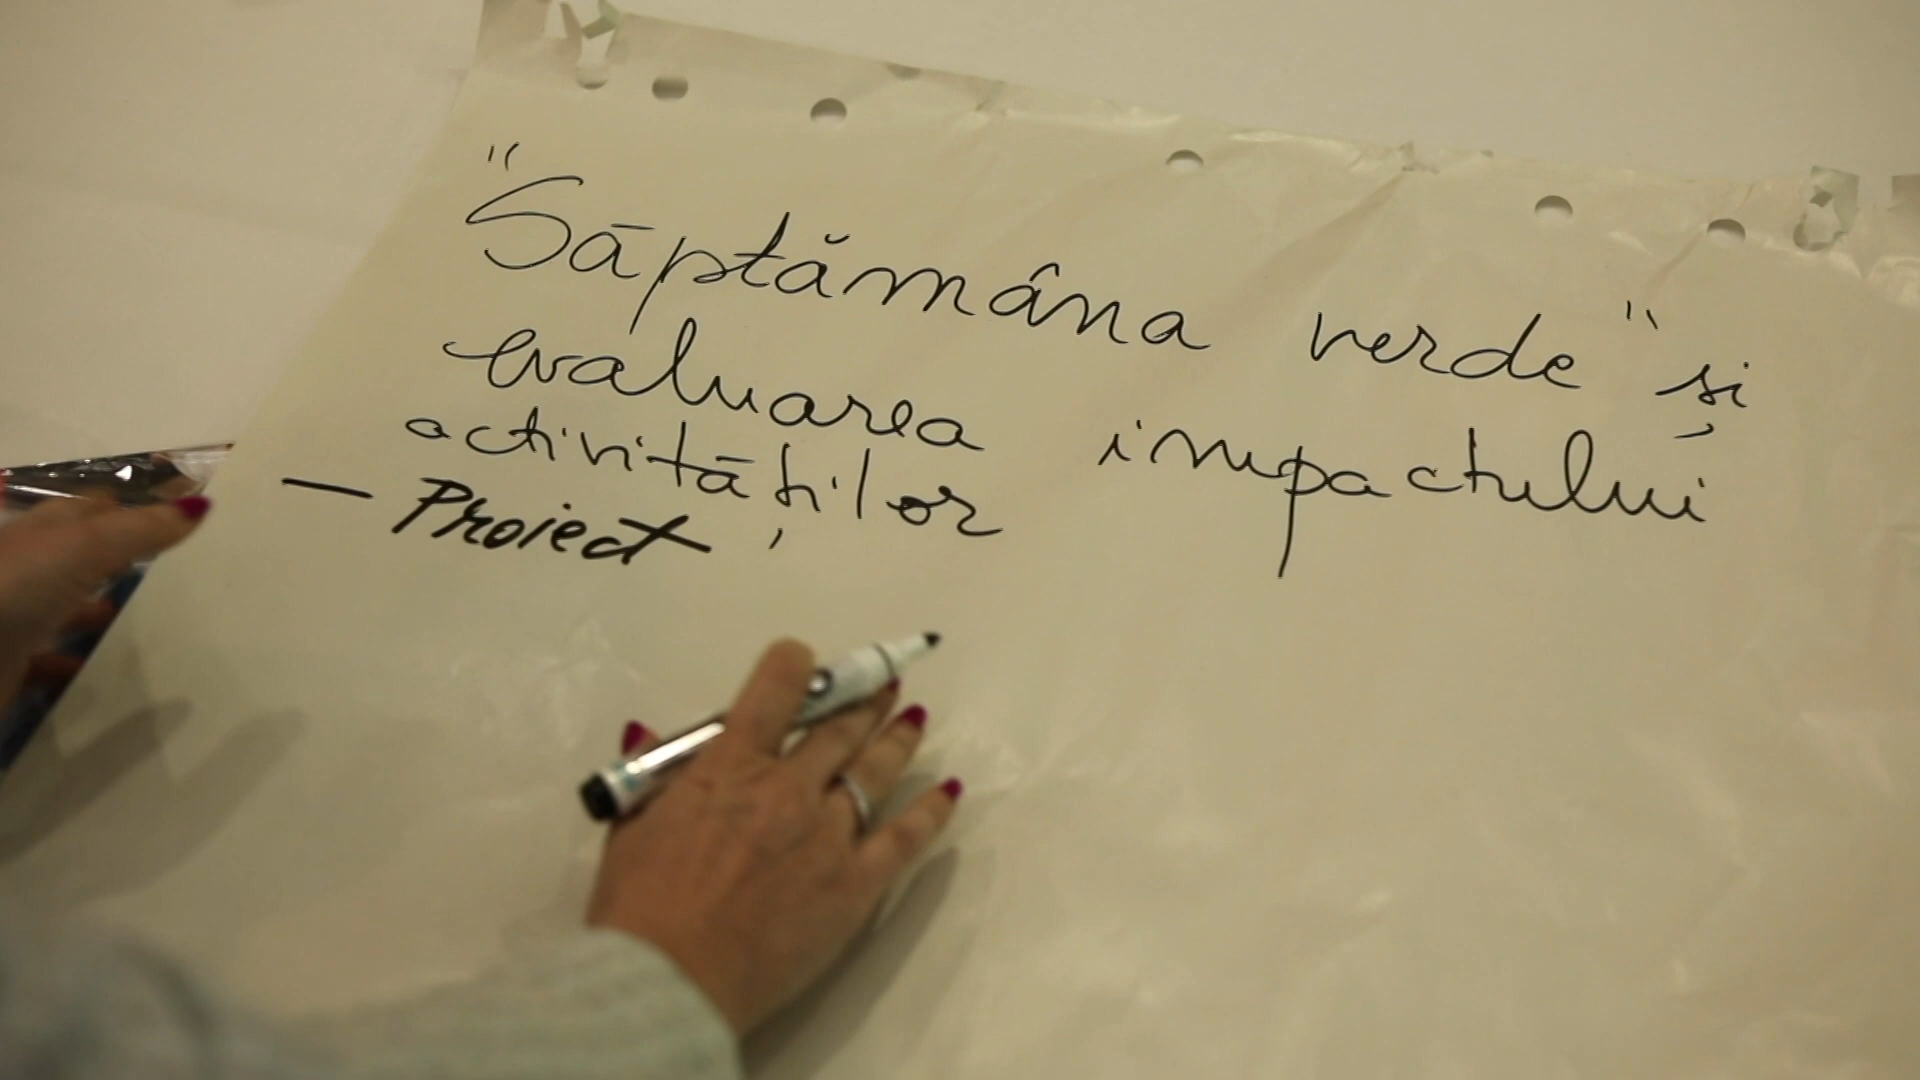 "Săptămâna verde" și
evaluarea impactului
activităților
— Proiect